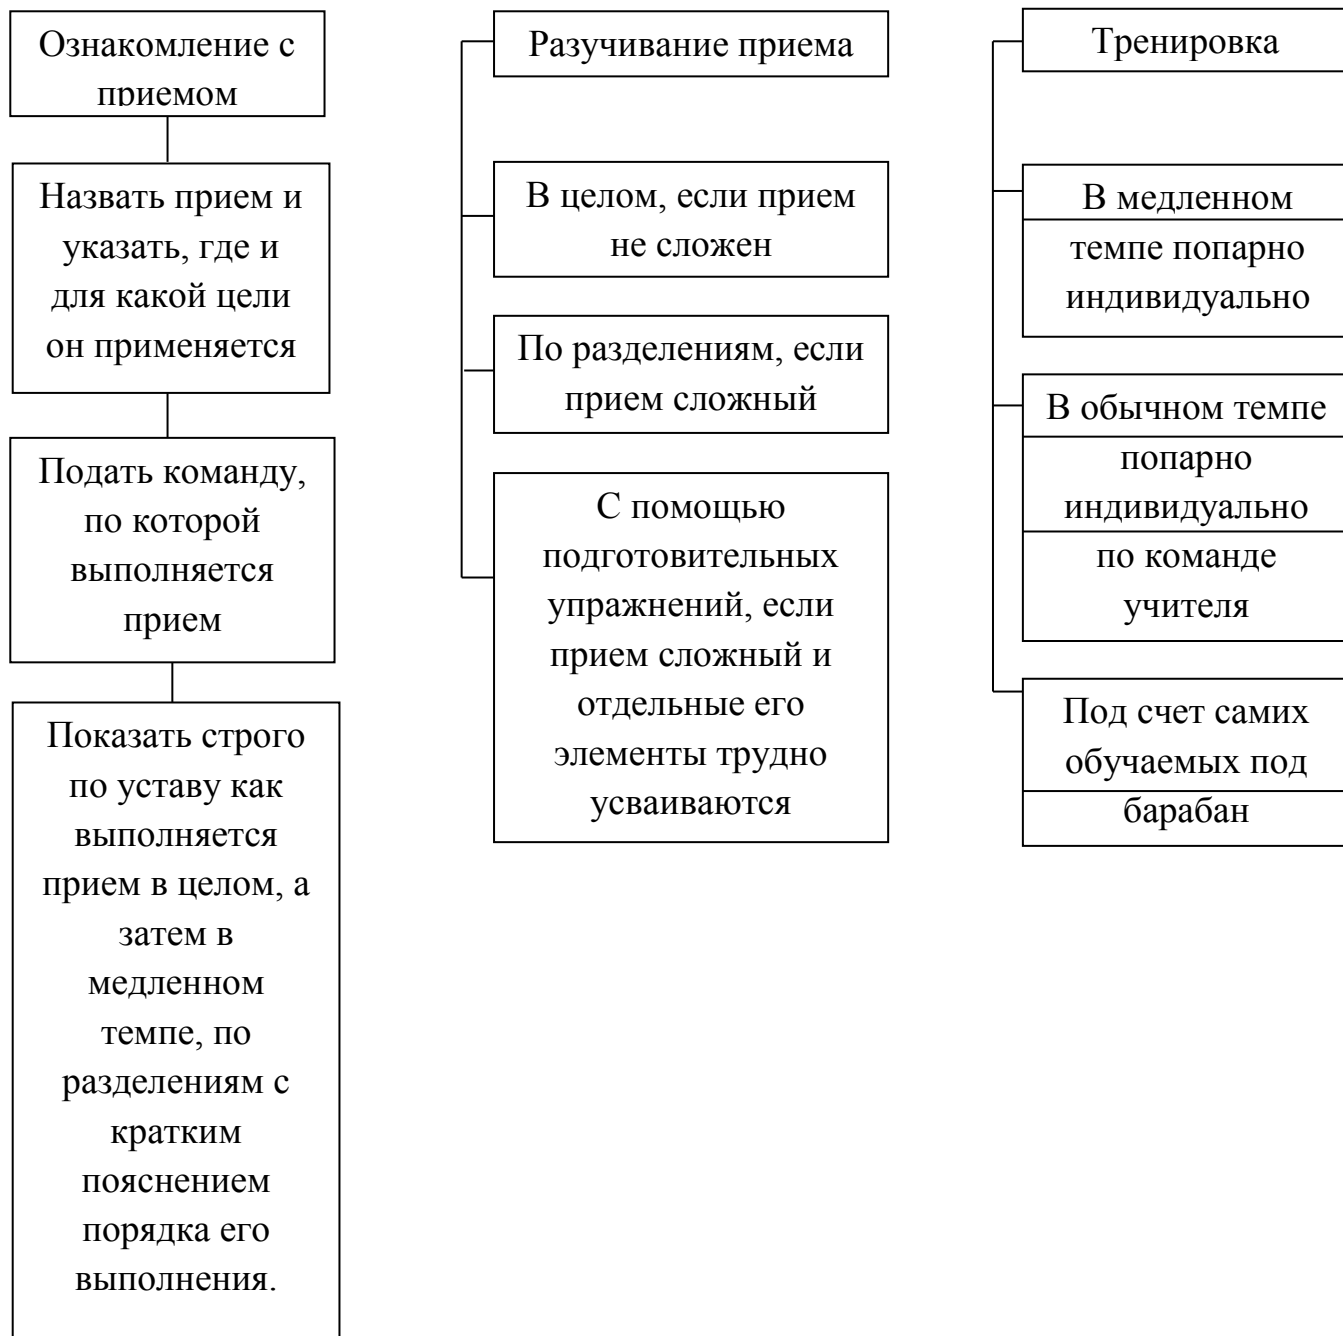 Ознакомление с
приемом
Назвать прием и
указать, где и
для какой цели
он применяется
Подать команду,
по которой
выполняется
прием
Показать строго
по уставу как
выполняется
прием в целом, а
затем в
медленном
темпе, по
разделениям с
кратким
пояснением
порядка его
выполнения.
Разучивание приема
В целом, если прием
не сложен
По разделениям, если
прием сложный
С помощью
подготовительных
упражнений, если
прием сложный и
отдельные его
элементы трудно
усваиваются
Тренировка
В медленном
темпе попарно
индивидуально
В обычном темпе
попарно
индивидуально
по команде
учителя
Под счет самих
обучаемых под
барабан